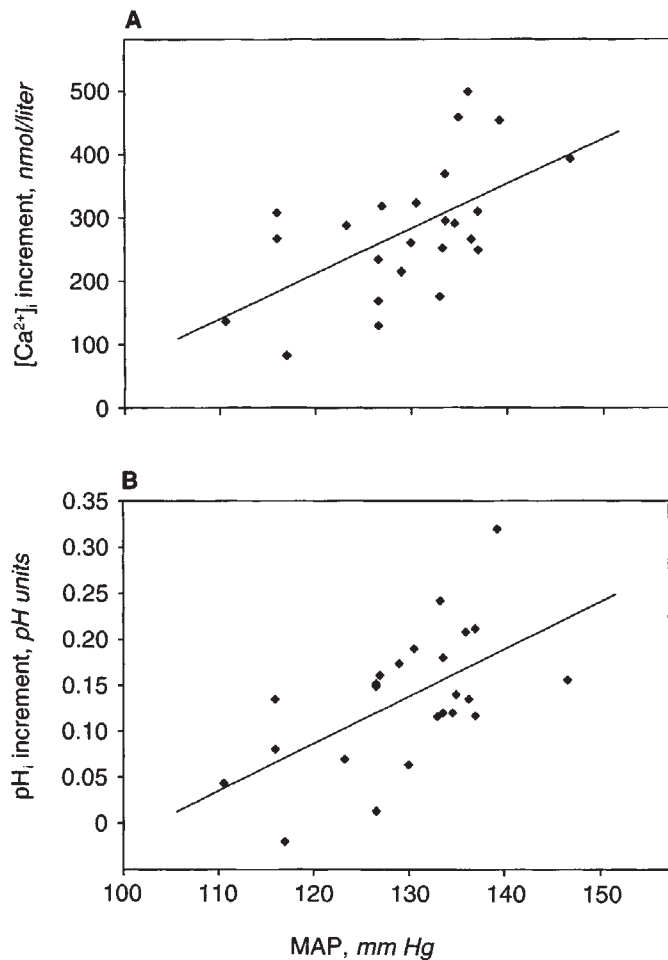 A
[Ca²⁺]ᵢ increment, nmol/liter
500
400
300
200
100
0
B
pHᵢ increment, pH units
0.35
0.30
0.25
0.20
0.15
0.10
0.05
0
100 110 120 130 140 150
MAP, mm Hg